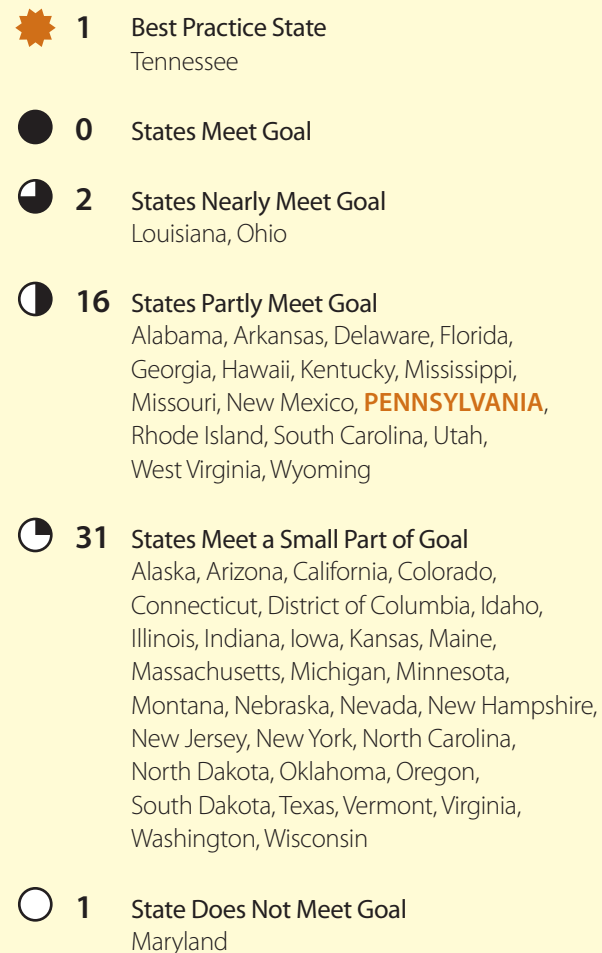 1 Best Practice State
Tennessee
0 States Meet Goal
2 States Nearly Meet Goal
Louisiana, Ohio
16 States Partly Meet Goal
Alabama, Arkansas, Delaware, Florida,
Georgia, Hawaii, Kentucky, Mississippi,
Missouri, New Mexico, PENNSYLVANIA,
Rhode Island, South Carolina, Utah,
West Virginia, Wyoming
31 States Meet a Small Part of Goal
Alaska, Arizona, California, Colorado,
Connecticut, District of Columbia, Idaho,
Illinois, Indiana, Iowa, Kansas, Maine,
Massachusetts, Michigan, Minnesota,
Montana, Nebraska, Nevada, New Hampshire,
New Jersey, New York, North Carolina,
North Dakota, Oklahoma, Oregon,
South Dakota, Texas, Vermont, Virginia,
Washington, Wisconsin
1 State Does Not Meet Goal
Maryland